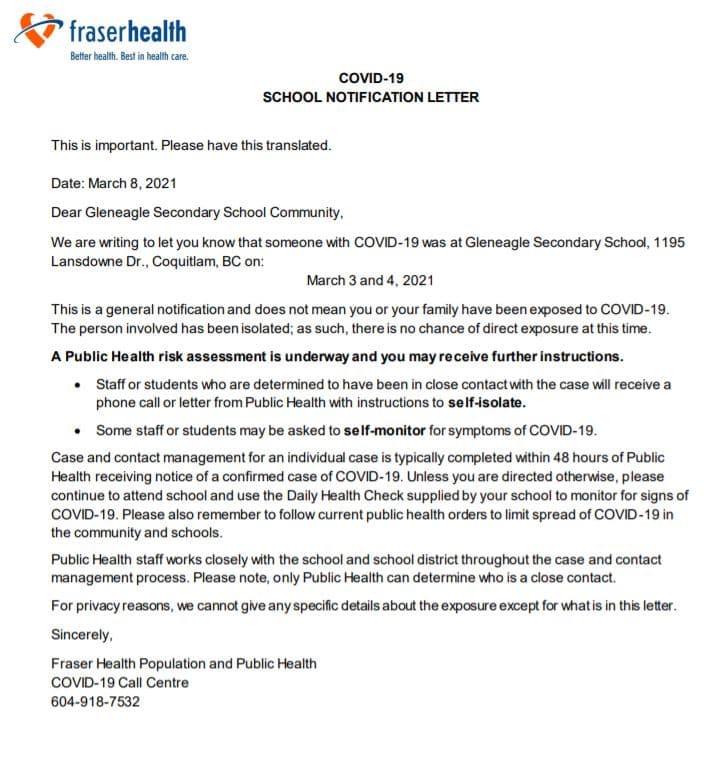 fraserhealth
Better health. Best in health care.
COVID-19
SCHOOL NOTIFICATION LETTER
This is important. Please have this translated.
Date: March 8, 2021
Dear Gleneagle Secondary School Community,
We are writing to let you know that someone with COVID-19 was at Gleneagle Secondary School, 1195
Lansdowne Dr., Coquitlam, BC on:
March 3 and 4, 2021
This is a general notification and does not mean you or your family have been exposed to COVID-19.
The person involved has been isolated; as such, there is no chance of direct exposure at this time.
A Public Health risk assessment is underway and you may receive further instructions.
• Staff or students who are determined to have been in close contact with the case will receive a
phone call or letter from Public Health with instructions to self-isolate.
• Some staff or students may be asked to self-monitor for symptoms of COVID-19.
Case and contact management for an individual case is typically completed within 48 hours of Public
Health receiving notice of a confirmed case of COVID-19. Unless you are directed otherwise, please
continue to attend school and use the Daily Health Check supplied by your school to monitor for signs of
COVID-19. Please also remember to follow current public health orders to limit spread of COVID-19 in
the community and schools.
Public Health staff works closely with the school and school district throughout the case and contact
management process. Please note, only Public Health can determine who is a close contact.
For privacy reasons, we cannot give any specific details about the exposure except for what is in this letter.
Sincerely,
Fraser Health Population and Public Health
COVID-19 Call Centre
604-918-7532